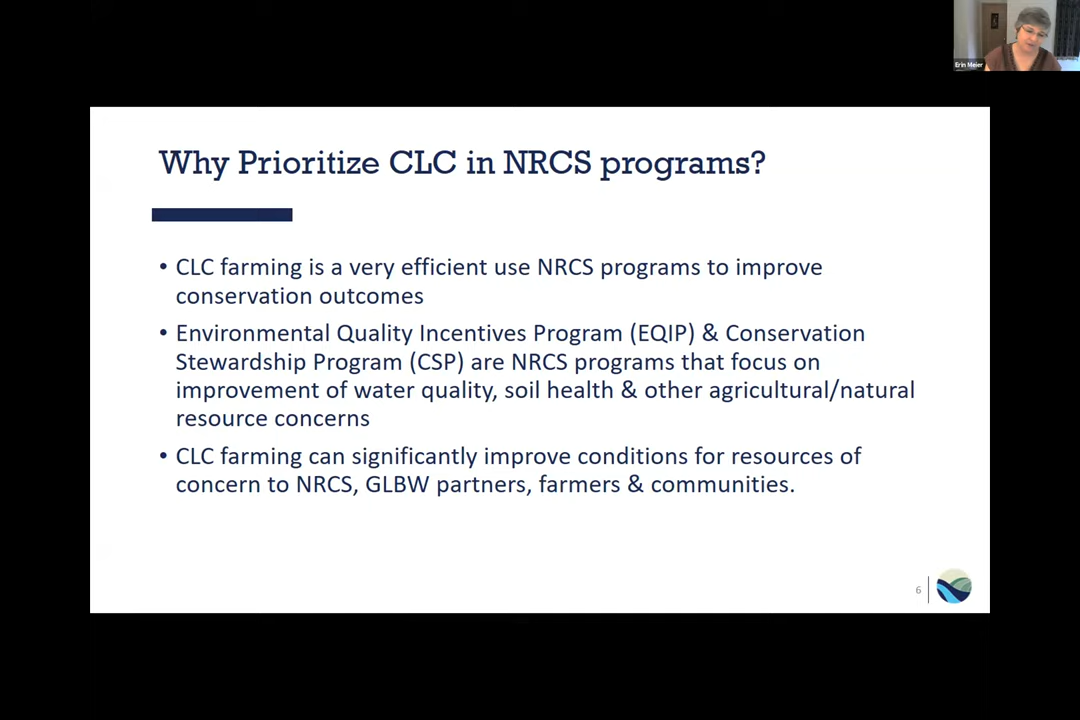 Erin Meier
Why Prioritize CLC in NRCS programs?
• CLC farming is a very efficient use NRCS programs to improve
conservation outcomes
• Environmental Quality Incentives Program (EQIP) & Conservation
Stewardship Program (CSP) are NRCS programs that focus on
improvement of water quality, soil health & other agricultural/natural
resource concerns
• CLC farming can significantly improve conditions for resources of
concern to NRCS, GLBW partners, farmers & communities.
6